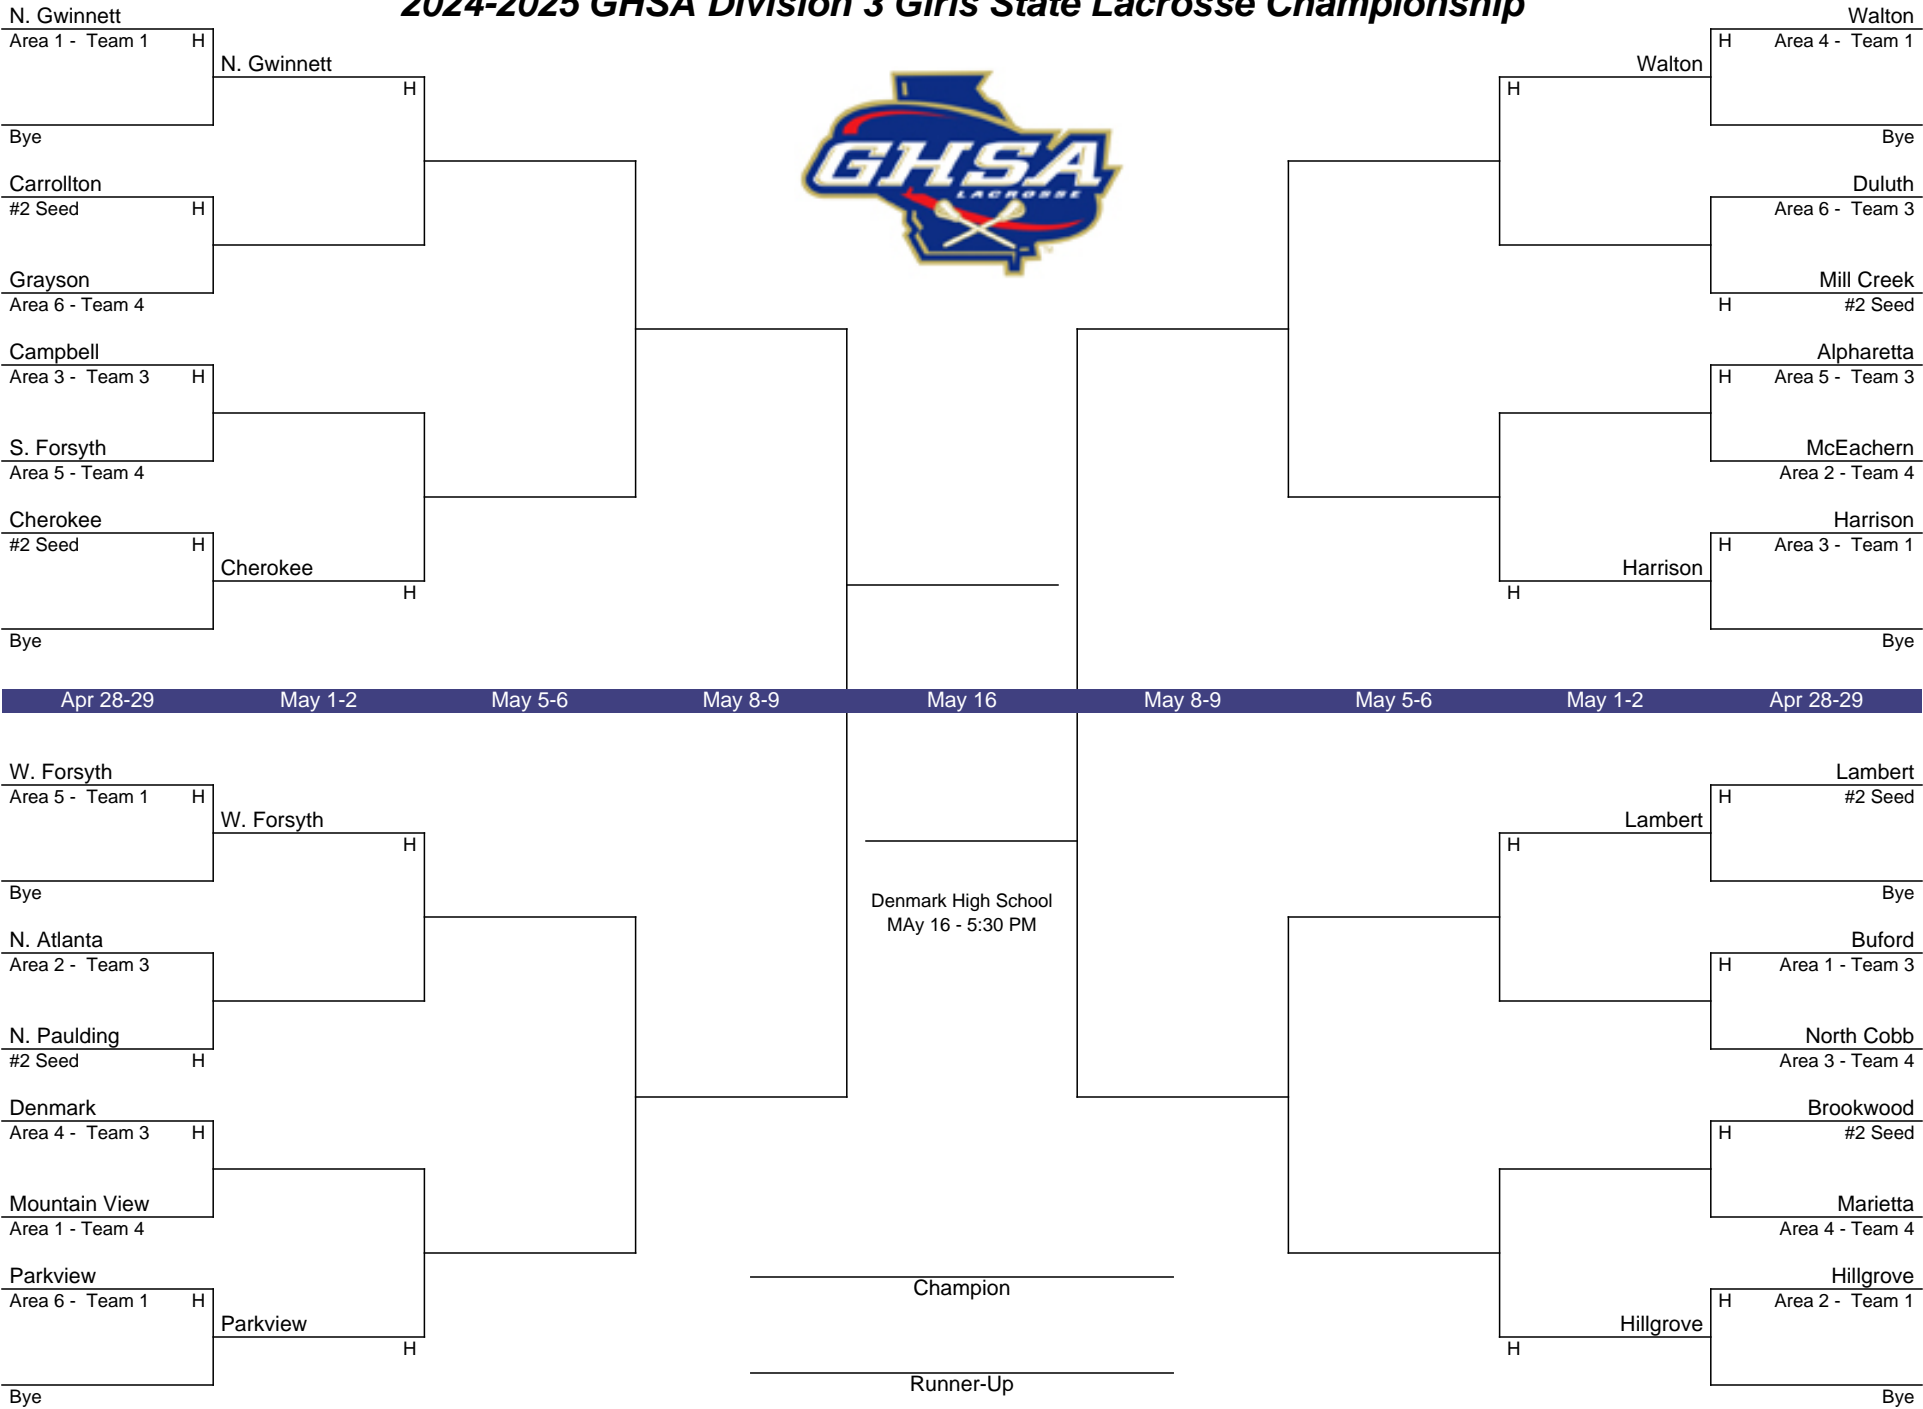 2024-2025 GHSA Division 3 Girls State Lacrosse Championship
N. Gwinnett
Area 1 - Team 1 H
N. Gwinnett
H
Bye
Carrollton
#2 Seed H
Grayson
Area 6 - Team 4
Campbell
Area 3 - Team 3 H
S. Forsyth
Area 5 - Team 4
Cherokee
#2 Seed H
Cherokee
H
Bye
GHSA
LACROSSE
Walton
H Area 4 - Team 1
Walton
H
Bye
Duluth
Area 6 - Team 3
Mill Creek
H #2 Seed
Alpharetta
H Area 5 - Team 3
McEachern
Area 2 - Team 4
Harrison
H Area 3 - Team 1
Harrison
H
Bye
Apr 28-29 May 1-2 May 5-6 May 8-9 May 16 May 8-9 May 5-6 May 1-2 Apr 28-29
W. Forsyth
Area 5 - Team 1 H
W. Forsyth
H
Bye
N. Atlanta
Area 2 - Team 3
N. Paulding
#2 Seed H
Denmark
Area 4 - Team 3 H
Mountain View
Area 1 - Team 4
Parkview
Area 6 - Team 1 H
Parkview
H
Bye
Denmark High School
MAy 16 - 5:30 PM
Champion
Runner-Up
Lambert
H #2 Seed
Lambert
H
Bye
Buford
H Area 1 - Team 3
North Cobb
Area 3 - Team 4
Brookwood
H #2 Seed
Marietta
Area 4 - Team 4
Hillgrove
H Area 2 - Team 1
Hillgrove
H
Bye